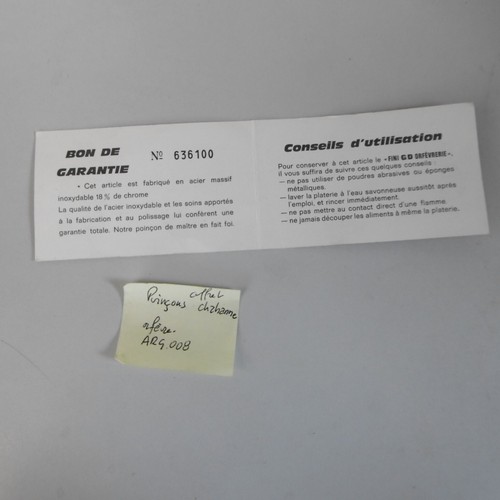 BON DE
GARANTIE
Nº 636100
• Cet article est fabriqué en acier massif
inoxydable 18 % de chrome
La qualité de l'acier inoxydable et les soins apportés
à la fabrication et au polissage lui confèrent une
garantie totale. Notre poinçon de maître en fait foi.
Conseils d'utilisation
Pour conserver à cet article le « FINI GD ORFÈVRERIE »,
il vous suffira de suivre ces quelques conseils :
— ne pas utiliser de poudres abrasives ou éponges
métalliques.
— laver la platerie à l'eau savonneuse aussitôt après
l'emploi, et rincer immédiatement.
— ne pas mettre au contact direct d'une flamme
— ne jamais découper les aliments à même la platerie.
Poinçons
ARG.008